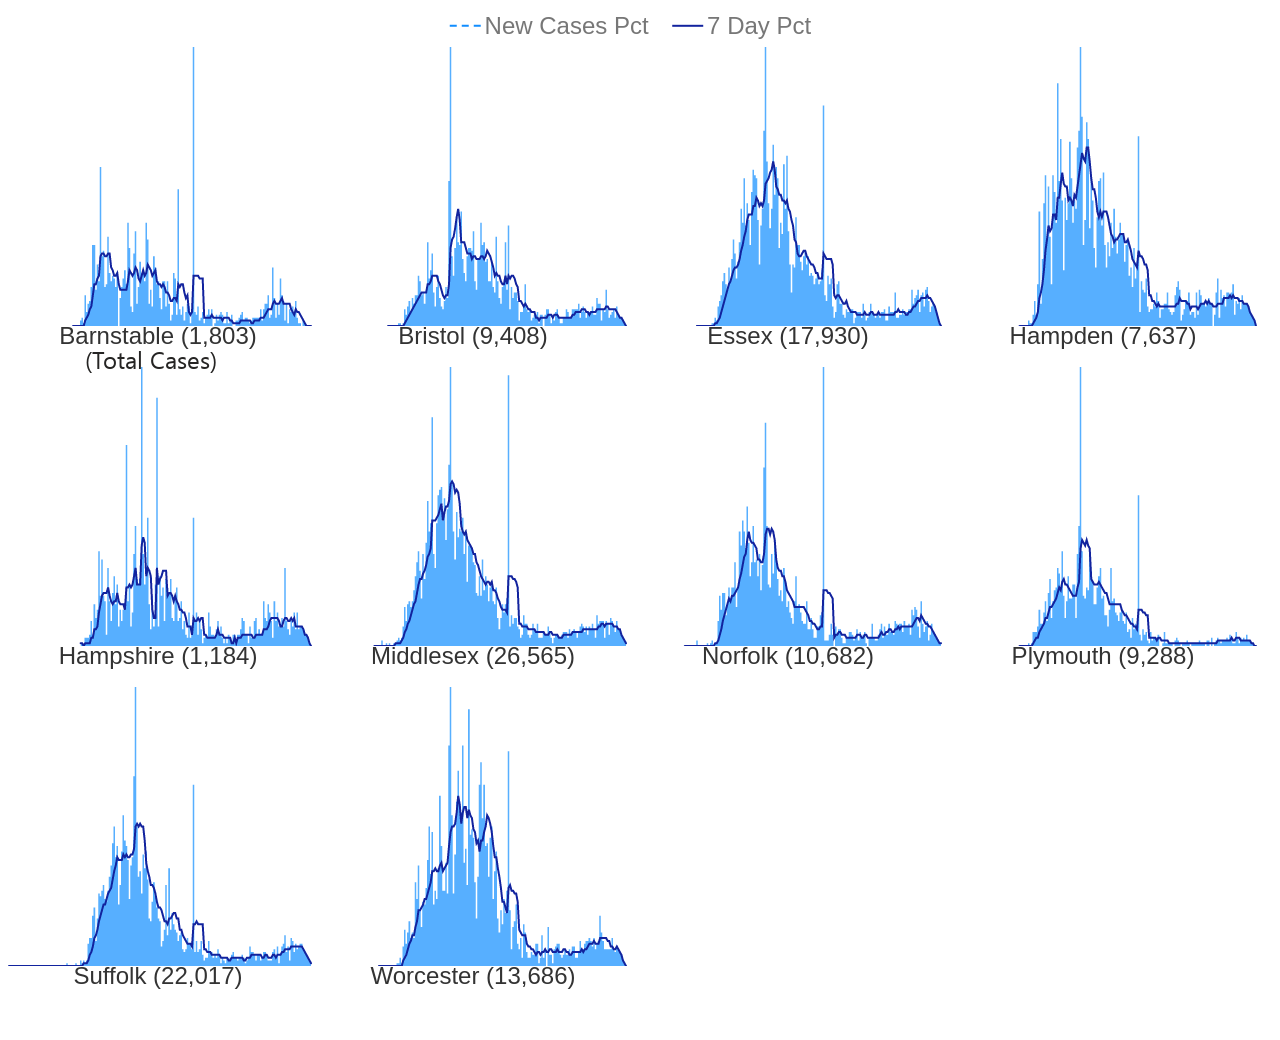 New Cases Pct 7 Day Pct
Barnstable (1,803) Bristol (9,408) Essex (17,930) Hampden (7,637)
(Total Cases)
Hampshire (1,184) Middlesex (26,565) Norfolk (10,682) Plymouth (9,288)
Suffolk (22,017) Worcester (13,686)